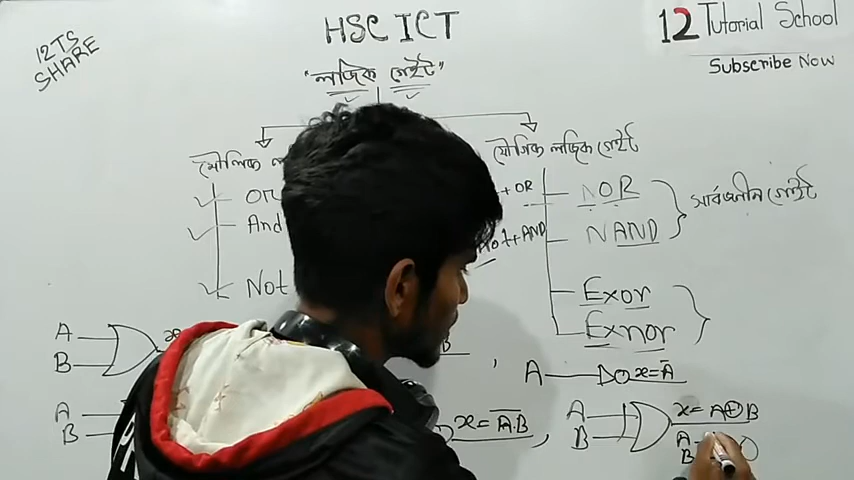 HSC ICT
12 Tutorial School
Subscribe Now
12TS
SHARE
"লজিক গেইট"
মৌলিক
যৌগিক লজিক গেইট
OR
And
Not
+ OR
Not + AND
NOR
NAND
সার্বজনীন গেইট
Exor
Exnor
A
B
B
, A x = A̅
A
B
x = \overline{A.B} ,
A
B
x = A⊕B
A
B